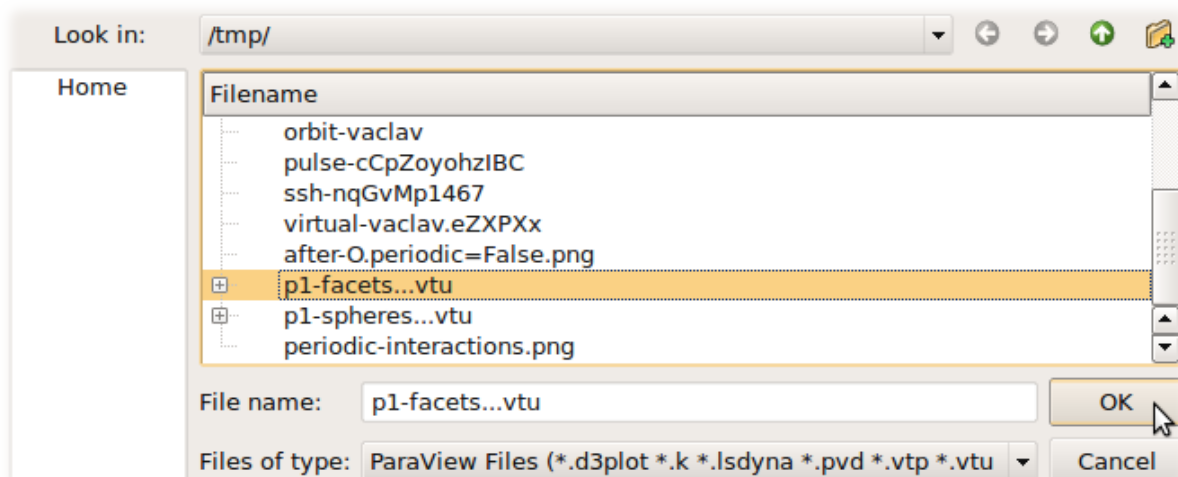 Look in: /tmp/
Home
Filename
orbit-vaclav
pulse-cCpZoyohzIBC
ssh-nqGvMp1467
virtual-vaclav.eZXPXx
after-O.periodic=False.png
p1-facets...vtu
p1-spheres...vtu
periodic-interactions.png
File name: p1-facets...vtu OK
Files of type: ParaView Files (*.d3plot *.k *.lsdyna *.pvd *.vtp *.vtu Cancel